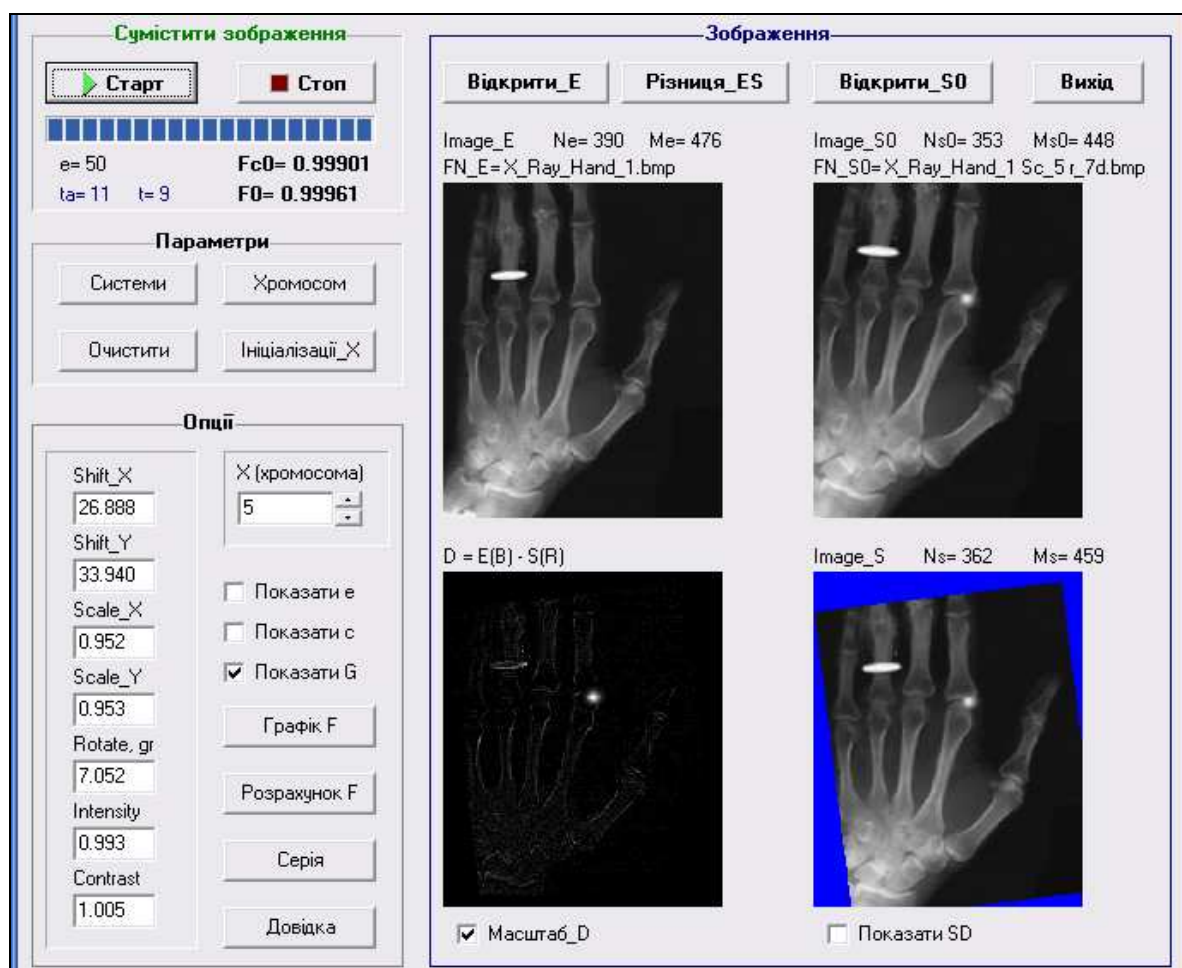 Сумістити зображення
Старт
Стоп
e= 50
Fc0= 0.99901
ta= 11
t= 9
F0= 0.99961
Параметри
Системи
Хромосом
Очистити
Ініціалізації_X
Опції
Shift_X
26.888
Shift_Y
33.940
Scale_X
0.952
Scale_Y
0.953
Rotate, gr
7.052
Intensity
0.993
Contrast
1.005
X (хромосома)
5
Показати e
Показати c
Показати G
Графік F
Розрахунок F
Серія
Довідка
Зображення
Відкрити_E
Різниця_ES
Відкрити_S0
Вихід
Image_E Ne= 390 Me= 476
FN_E=X_Ray_Hand_1.bmp
Image_S0 Ns0= 353 Ms0= 448
FN_S0=X_Ray_Hand_1 Sc_5 r_7d.bmp
D = E(B) - S(R)
Image_S Ns= 362 Ms= 459
Масштаб_D
Показати SD